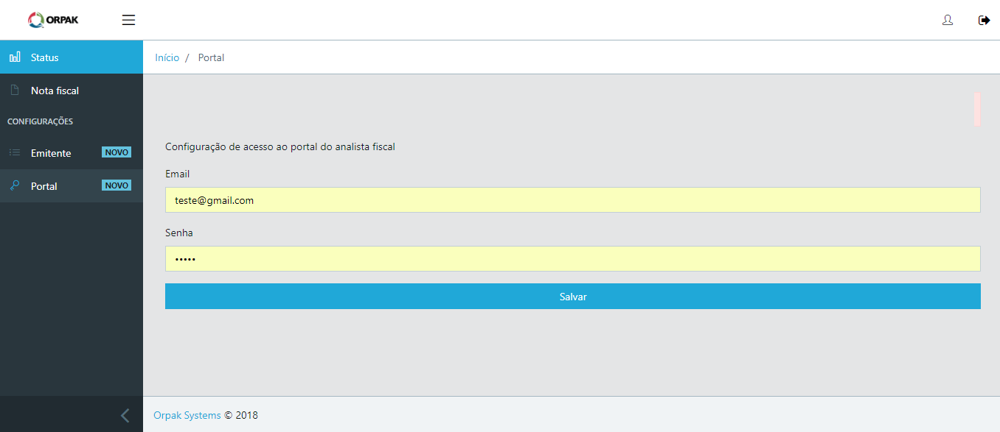 ORPAK
Status
Início / Portal
Nota fiscal
CONFIGURAÇÕES
Emitente NOVO
Portal NOVO
Configuração de acesso ao portal do analista fiscal
Email
teste@gmail.com
Senha
•••••
Salvar
Orpak Systems © 2018